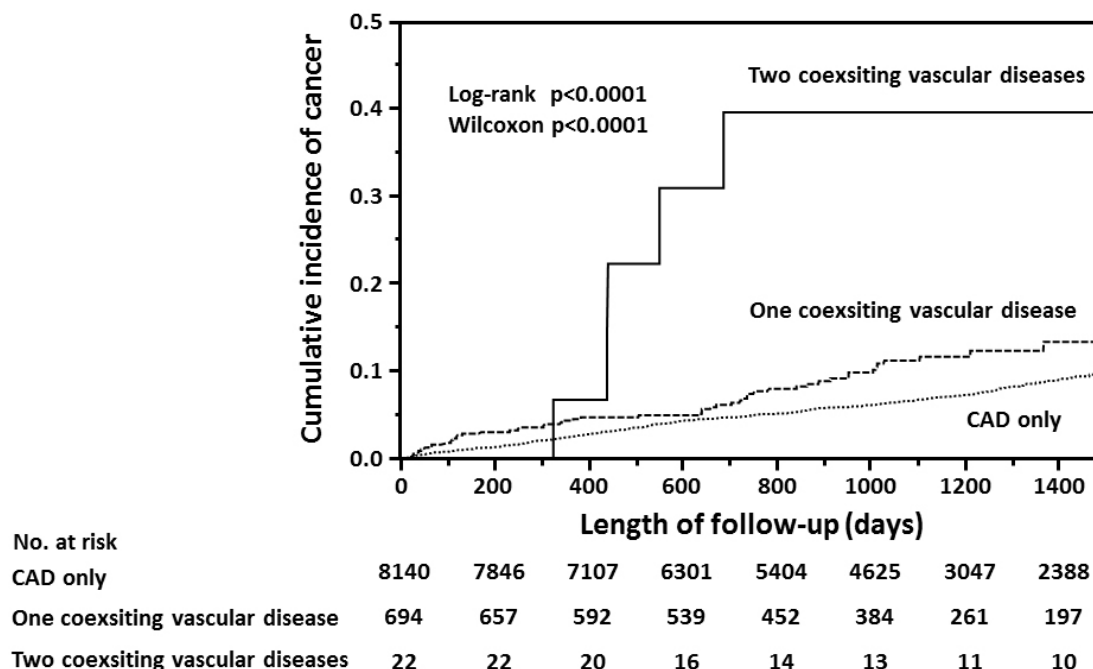 0.5
0.4
0.3
0.2
0.1
0.0
Cumulative incidence of cancer
Log-rank p<0.0001
Wilcoxon p<0.0001
Two coexsiting vascular diseases
One coexsiting vascular disease
CAD only
0 200 400 600 800 1000 1200 1400
Length of follow-up (days)
No. at risk
CAD only 8140 7846 7107 6301 5404 4625 3047 2388
One coexsiting vascular disease 694 657 592 539 452 384 261 197
Two coexsiting vascular diseases 22 22 20 16 14 13 11 10